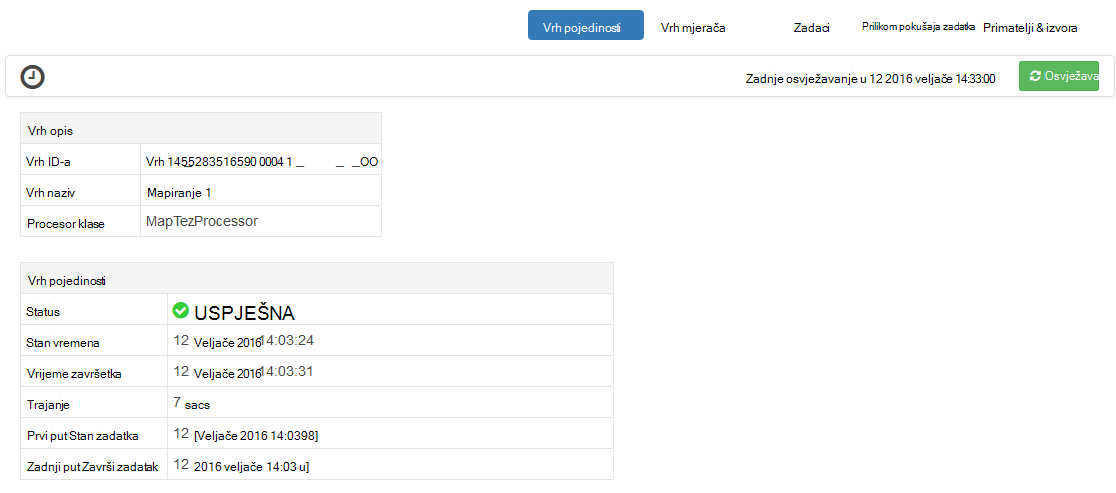 Vrh pojedinosti Vrh mjerača Zadaci Prilikom pokušaja zadatka Primatelji & izvora
Zadnje osvježavanje u 12 2016 veljače 14:33:00 Osvježava
Vrh opis
Vrh ID-a Vrh 1455283516590 0004 1 _ _ _OO
Vrh naziv Mapiranje 1
Procesor klase MapTezProcessor
Vrh pojedinosti
Status USPJEŠNA
Stan vremena 12 Veljače 2016 14:03:24
Vrijeme završetka 12 Veljače 2016 14:03:31
Trajanje 7 sacs
Prvi put Stan zadatka 12 [Veljače 2016 14:0398]
Zadnji put Završi zadatak 12 2016 veljače 14:03 u]